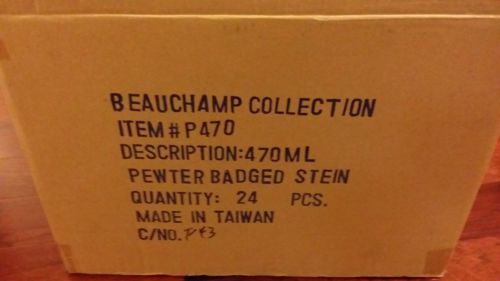 BEAUCHAMP COLLECTION
ITEM # P470
DESCRIPTION:470ML
PEWTER BADGED STEIN
QUANTITY: 24 PCS.
MADE IN TAIWAN
C/NO.